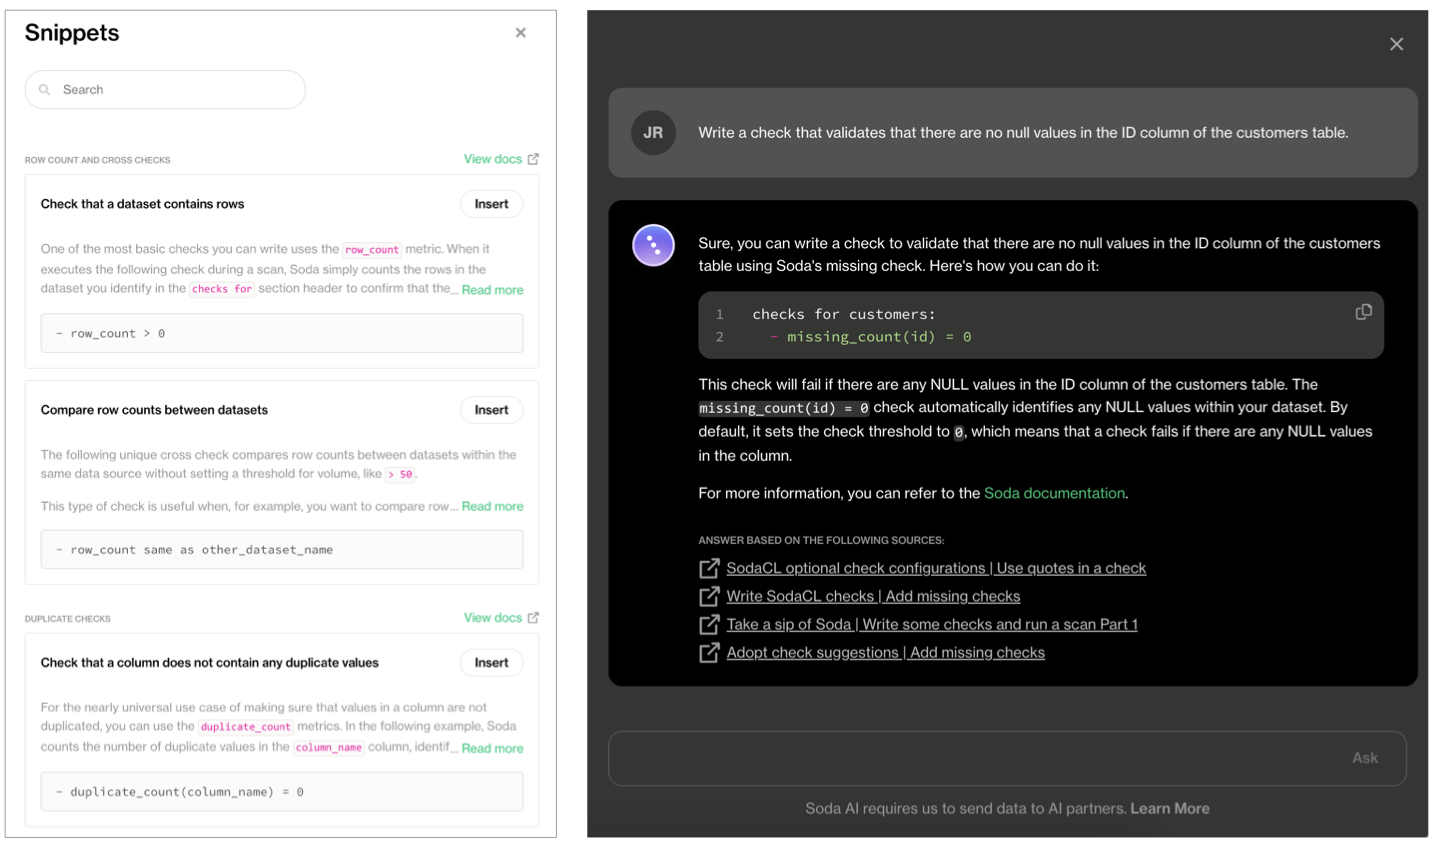 Snippets
Search
ROW COUNT AND CROSS CHECKS
View docs
Check that a dataset contains rows
Insert
One of the most basic checks you can write uses the row_count metric. When it
executes the following check during a scan, Soda simply counts the rows in the
dataset you identify in the checks for section header to confirm that the... Read more
- row_count > 0
Compare row counts between datasets
Insert
The following unique cross check compares row counts between datasets within the
same data source without setting a threshold for volume, like > 50.
This type of check is useful when, for example, you want to compare row... Read more
- row_count same as other_dataset_name
DUPLICATE CHECKS
View docs
Check that a column does not contain any duplicate values
Insert
For the nearly universal use case of making sure that values in a column are not
duplicated, you can use the duplicate_count metrics. In the following example, Soda
counts the number of duplicate values in the column_name column, identif... Read more
- duplicate_count(column_name) = 0
JR
Write a check that validates that there are no null values in the ID column of the customers table.
Sure, you can write a check to validate that there are no null values in the ID column of the customers
table using Soda's missing check. Here's how you can do it:
1 checks for customers:
2 - missing_count(id) = 0
This check will fail if there are any NULL values in the ID column of the customers table. The
missing_count(id) = 0 check automatically identifies any NULL values within your dataset. By
default, it sets the check threshold to 0, which means that a check fails if there are any NULL values
in the column.
For more information, you can refer to the Soda documentation.
ANSWER BASED ON THE FOLLOWING SOURCES:
SodaCL optional check configurations | Use quotes in a check
Write SodaCL checks | Add missing checks
Take a sip of Soda | Write some checks and run a scan Part 1
Adopt check suggestions | Add missing checks
Ask
Soda AI requires us to send data to AI partners. Learn More